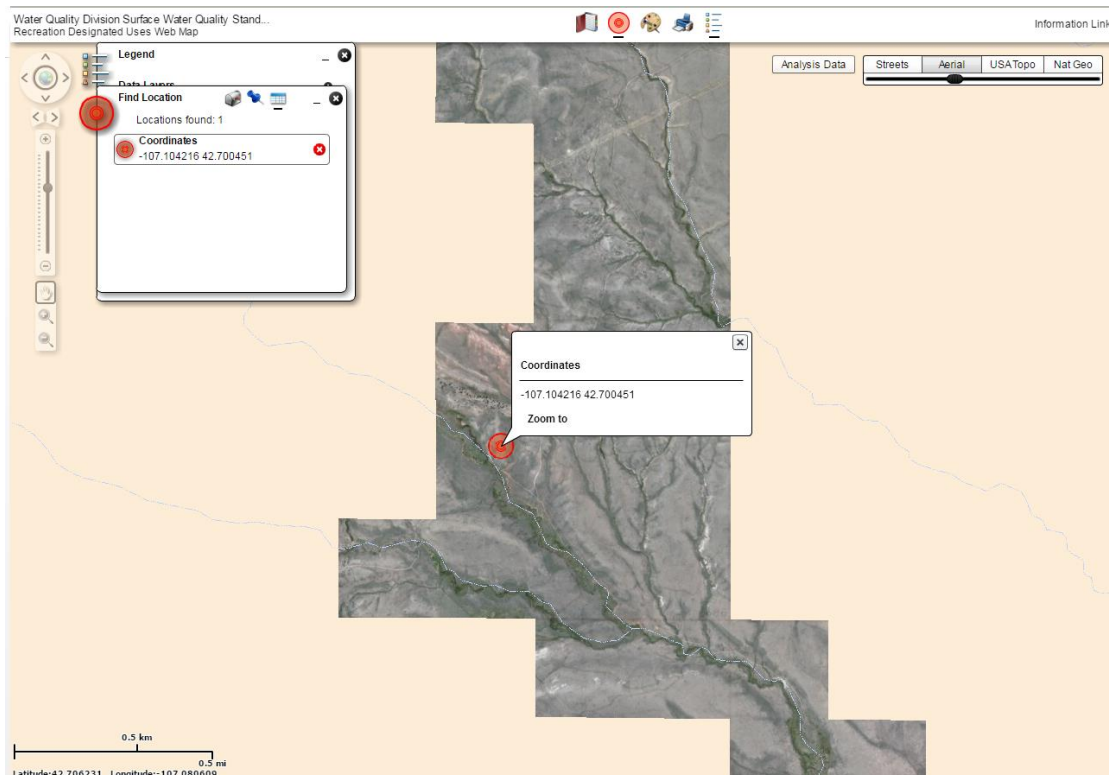 Water Quality Division Surface Water Quality Stand...
Recreation Designated Uses Web Map
Information Link
Legend
Data Layers
Find Location
Locations found: 1
Coordinates
-107.104216 42.700451
Analysis Data
Streets
Aerial
USATopo
Nat Geo
Coordinates
-107.104216 42.700451
Zoom to
0.5 km
0.5 mi
Latitude:42.706231 Longitude:-107.080609